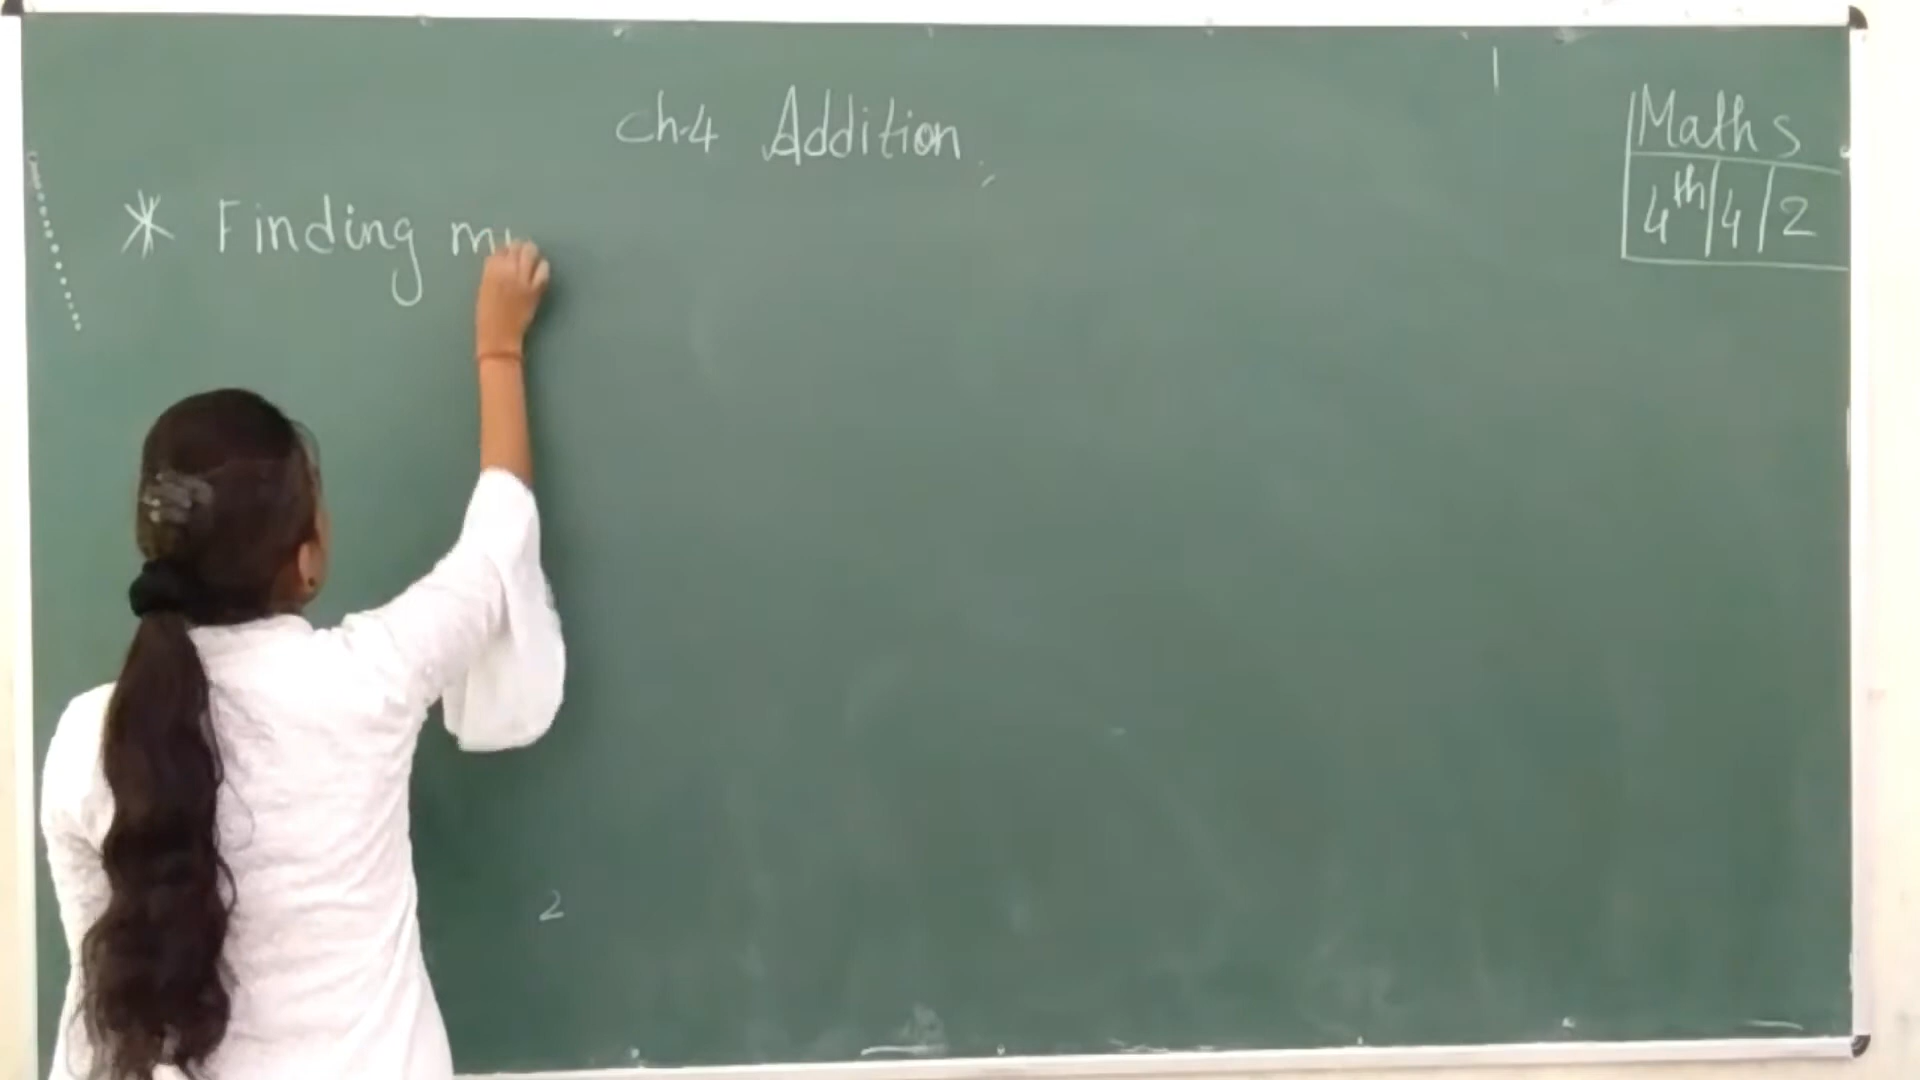 Ch-4 Addition
Maths
4th/4/2
* Finding
2